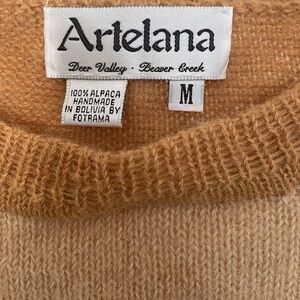 Artelana
Deer Valley · Beaver Creek
100% ALPACA
HANDMADE
IN BOLIVIA BY
FOTRAMA
M